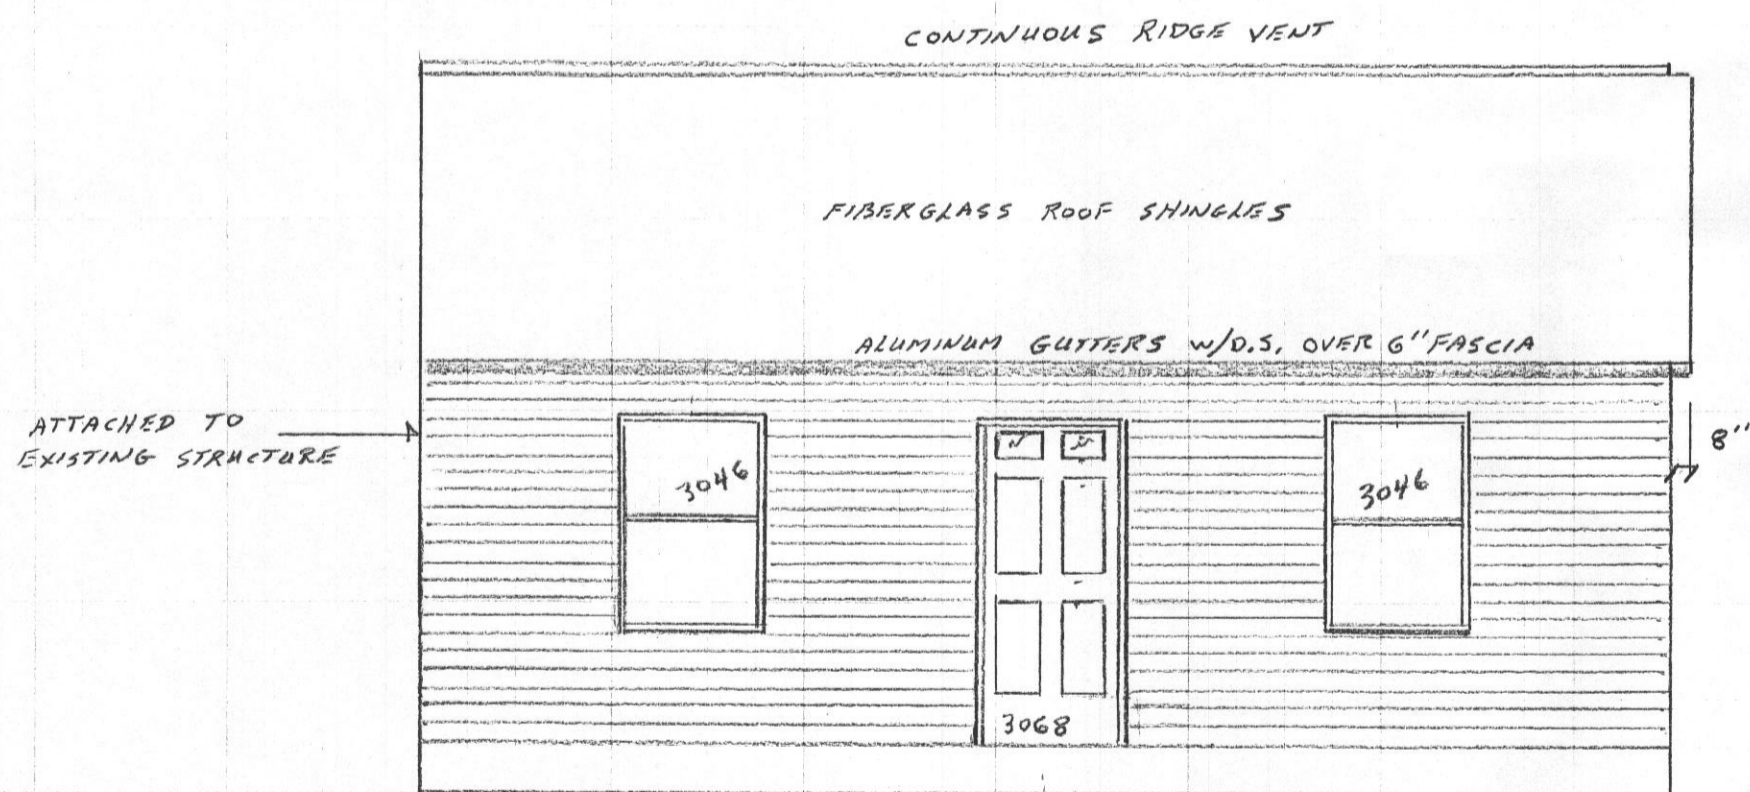 CONTINUOUS RIDGE VENT
FIBERGLASS ROOF SHINGLES
ALUMINUM GUTTERS W/D.S. OVER 6" FASCIA
ATTACHED TO
EXISTING STRUCTURE
8"
3046
3046
3068